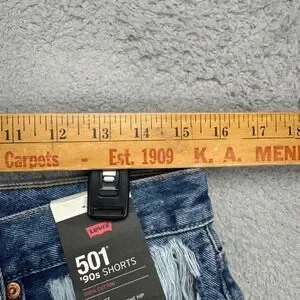 11 12 13 14 15 16 17 18
Carpets - Est. 1909 K. A. MEN
Levi's
501®
'90s SHORTS